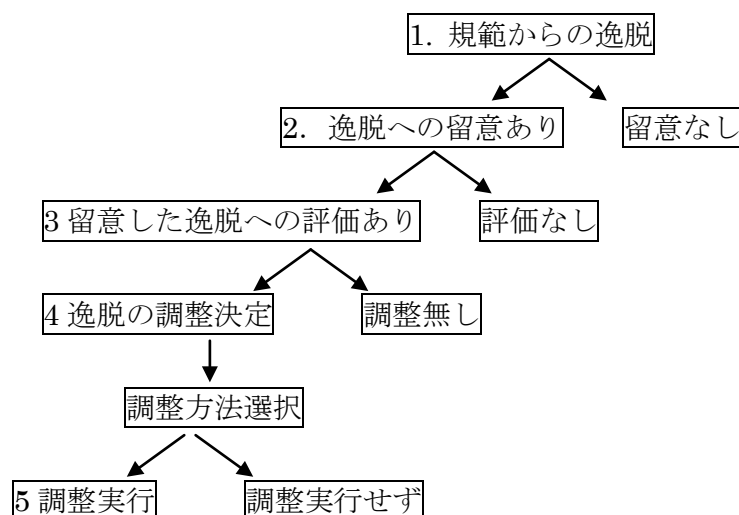 1. 規範からの逸脱
2. 逸脱への留意あり 留意なし
3 留意した逸脱への評価あり 評価なし
4 逸脱の調整決定 調整無し
調整方法選択
5 調整実行 調整実行せず